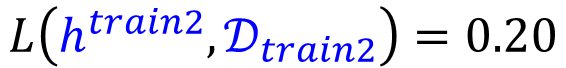 L(h^{train2}, 𝒟_{train2}) = 0.20